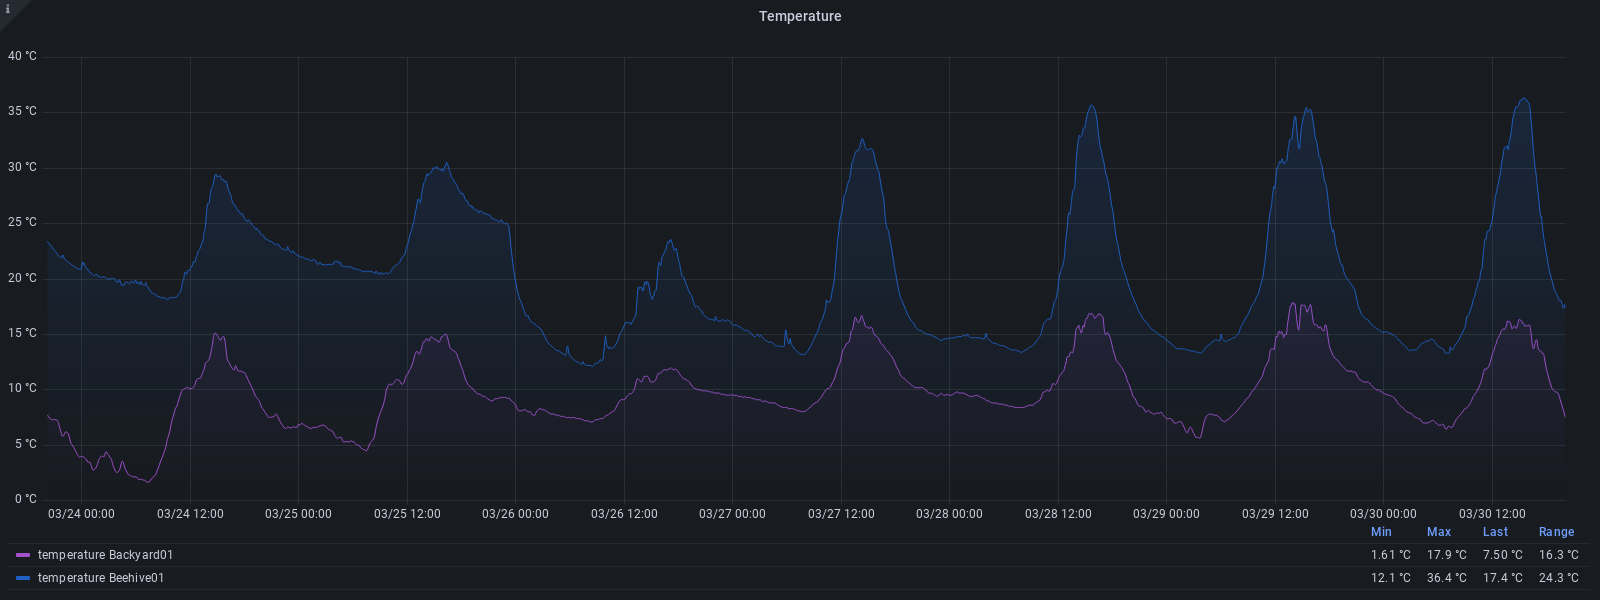 i
Temperature
40 °C
35 °C
30 °C
25 °C
20 °C
15 °C
10 °C
5 °C
0 °C
03/24 00:00 03/24 12:00 03/25 00:00 03/25 12:00 03/26 00:00 03/26 12:00 03/27 00:00 03/27 12:00 03/28 00:00 03/28 12:00 03/29 00:00 03/29 12:00 03/30 00:00 03/30 12:00
Min Max Last Range
temperature Backyard01 1.61 °C 17.9 °C 7.50 °C 16.3 °C
temperature Beehive01 12.1 °C 36.4 °C 17.4 °C 24.3 °C